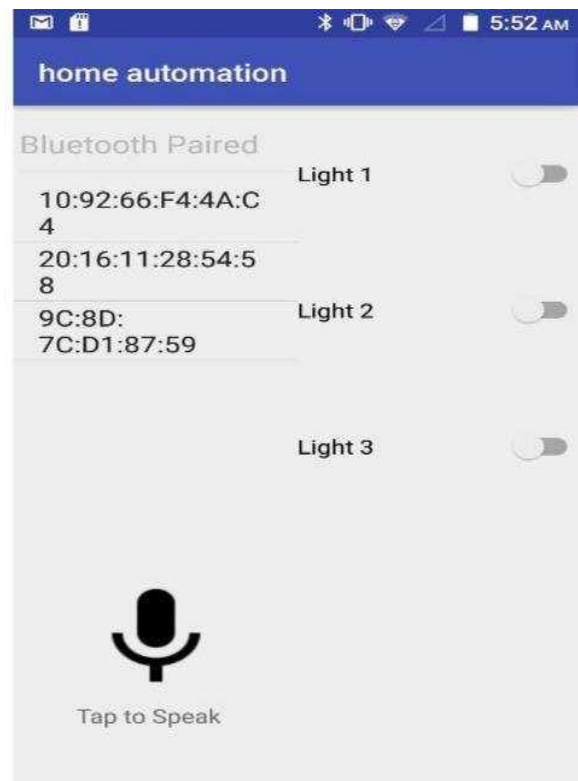 5:52 AM
home automation
Bluetooth Paired
10:92:66:F4:4A:C
4
20:16:11:28:54:5
8
9C:8D:
7C:D1:87:59
Light 1
Light 2
Light 3
Tap to Speak